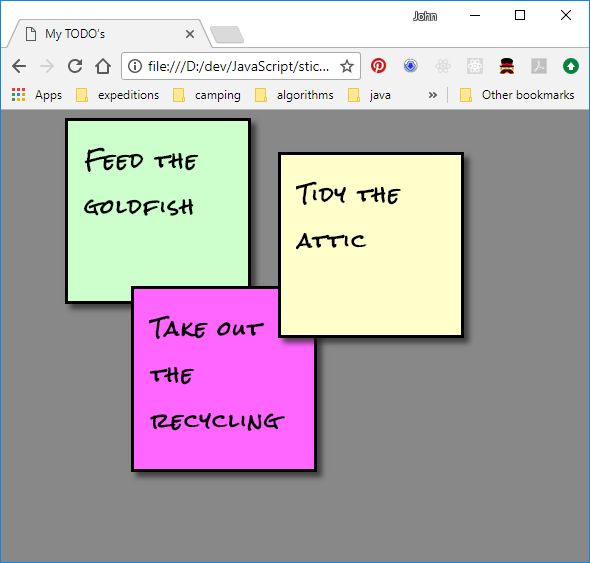 John
My TODO's
file:///D:/dev/JavaScript/stic...
Apps expeditions camping algorithms java » Other bookmarks
Feed the
goldfish
Tidy the
attic
Take out
the
recycling